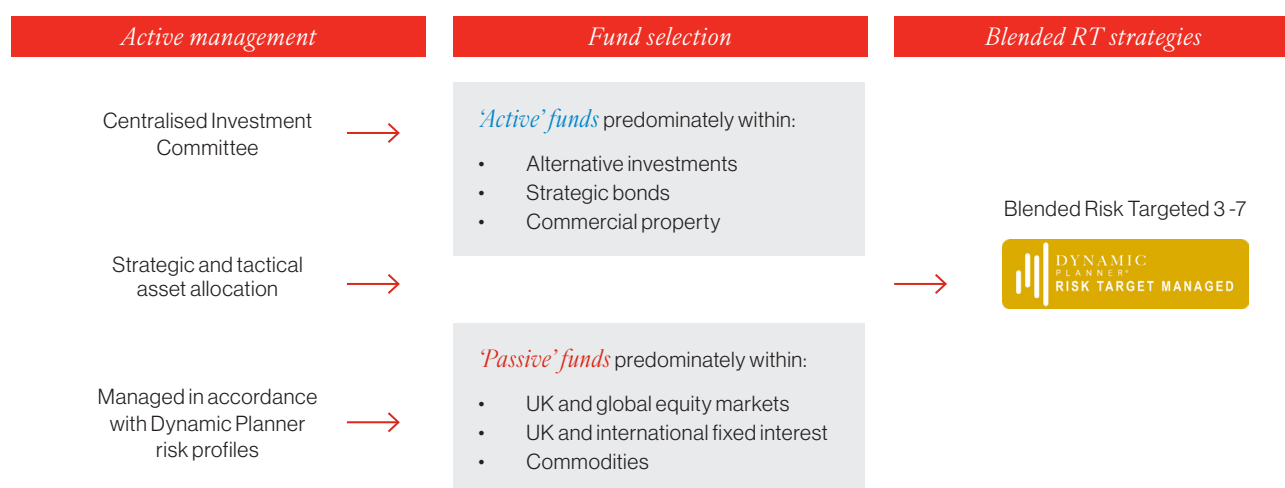 Active management
Centralised Investment
Committee
Strategic and tactical
asset allocation
Managed in accordance
with Dynamic Planner
risk profiles
Fund selection
‘Active’ funds predominately within:
• Alternative investments
• Strategic bonds
• Commercial property
‘Passive’ funds predominately within:
• UK and global equity markets
• UK and international fixed interest
• Commodities
Blended RT strategies
Blended Risk Targeted 3 -7
DYNAMIC
PLANNER®
RISK TARGET MANAGED